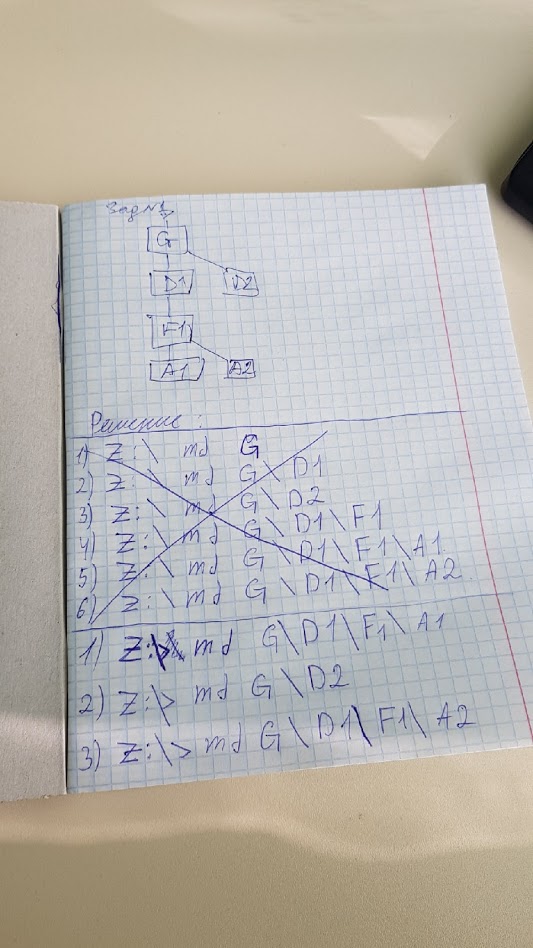 Зад №1
G
D1 D2
F1
A1 A2
Решение:
1) Z:\ md G
2) Z:\ md G\D1
3) Z:\ md G\D2
4) Z:\ md G\D1\F1
5) Z:\ md G\D1\F1\A1
6) Z:\ md G\D1\F1\A2
1) Z:\> md G\D1\F1\A1
2) Z:\> md G\D2
3) Z:\> md G\D1\F1\A2